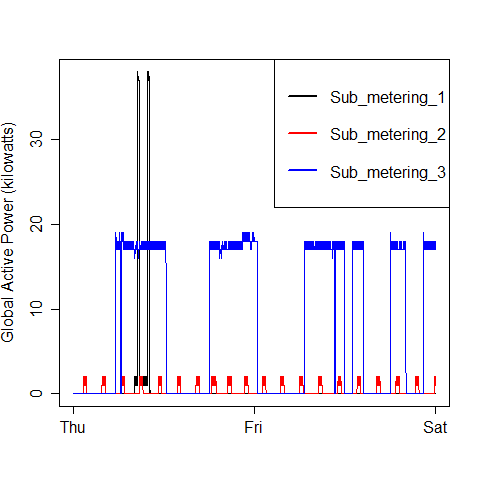 Global Active Power (kilowatts)
30
20
10
0
Sub_metering_1
Sub_metering_2
Sub_metering_3
Thu
Fri
Sat